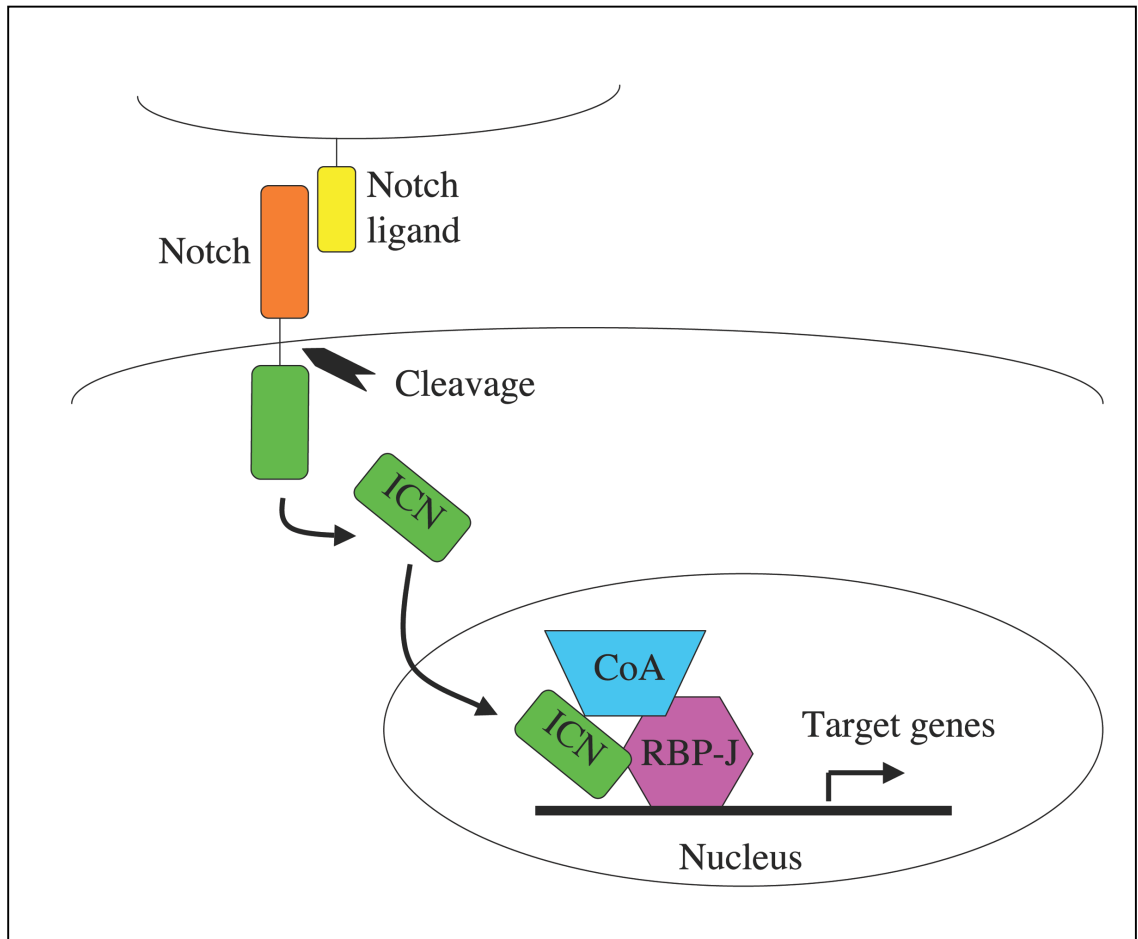 Notch
ligand
Notch
Cleavage
ICN
CoA
ICN
RBP-J
Target genes
Nucleus